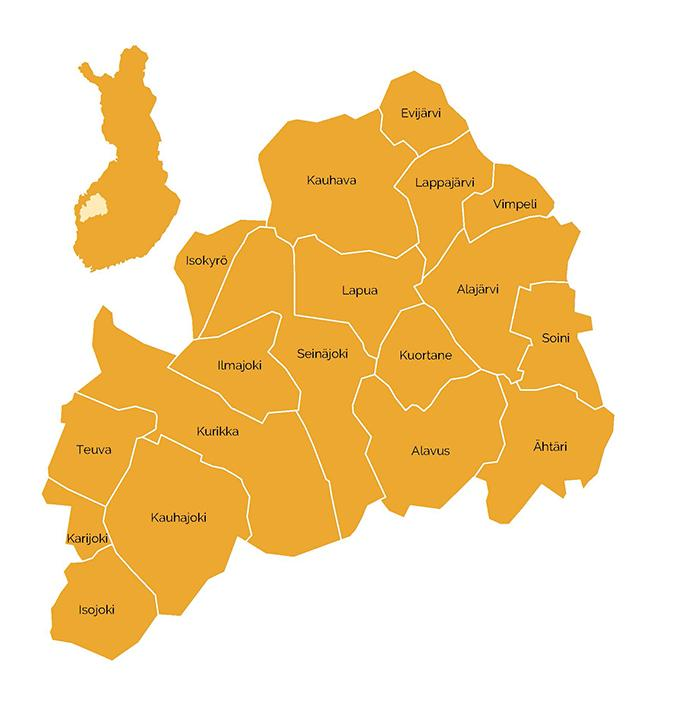 Evijärvi
Kauhava
Lappajärvi
Vimpeli
Isokyrö
Lapua
Alajärvi
Soini
Seinäjoki
Kuortane
Ilmajoki
Kurikka
Teuva
Alavus
Ähtäri
Kauhajoki
Karijoki
Isojoki